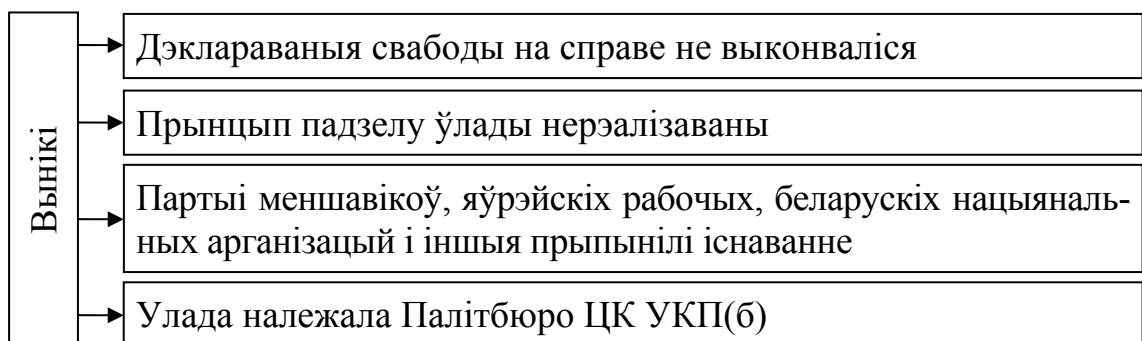 Вынікі
Дэклараваныя свабоды на справе не выконваліся
Прынцып падзелу ўлады нерэалізаваны
Партыі меншавікоў, яўрэйскіх рабочых, беларускіх нацыяналь-
ных арганізацый і іншыя прыпынілі існаванне
Улада належала Палітбюро ЦК УКП(б)